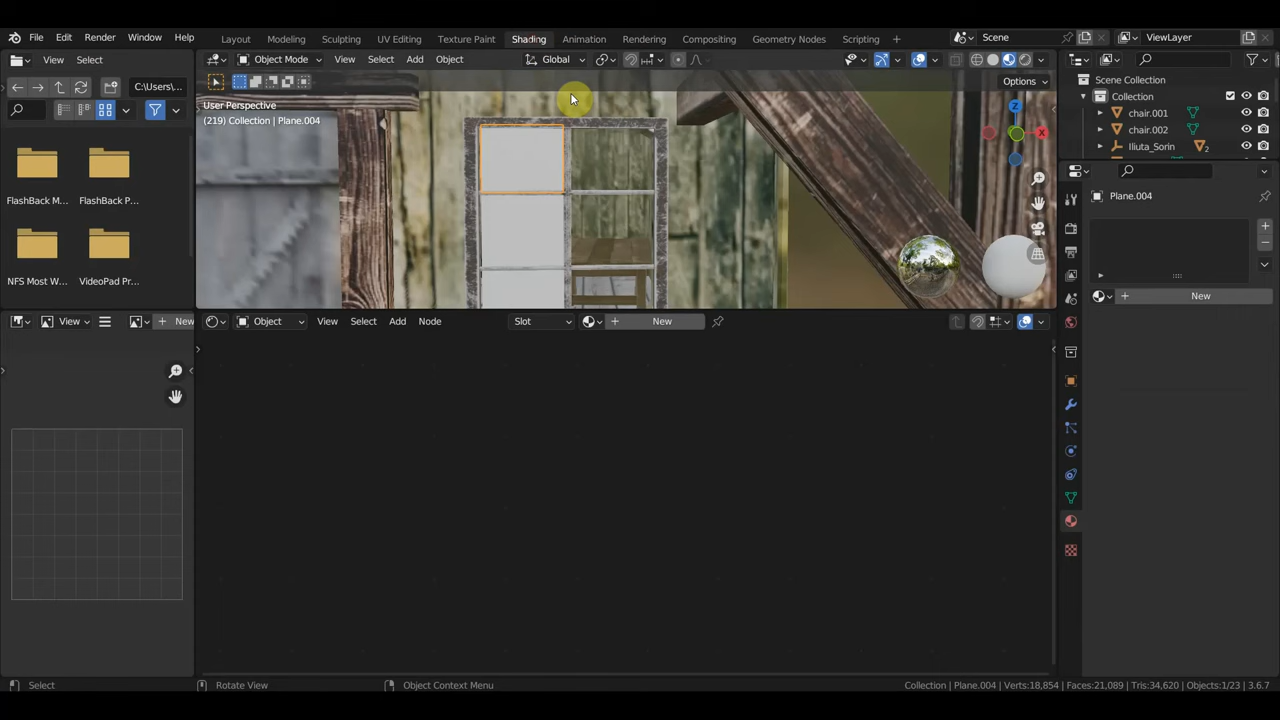 File Edit Render Window Help Layout Modeling Sculpting UV Editing Texture Paint Shading Animation Rendering Compositing Geometry Nodes Scripting Scene ViewLayer
View Select Object Mode View Select Add Object Global
C:\Users\... Options
User Perspective
(219) Collection | Plane.004
Scene Collection
Collection
chair.001
chair.002
Iliuta_Sorin 2
Z
X
Plane.004
FlashBack M... FlashBack P...
NFS Most W... VideoPad Pr...
New
View New Object View Select Add Node Slot New
Select Rotate View Object Context Menu Collection | Plane.004 | Verts:18,854 | Faces:21,089 | Tris:34,620 | Objects:1/23 | 3.6.7